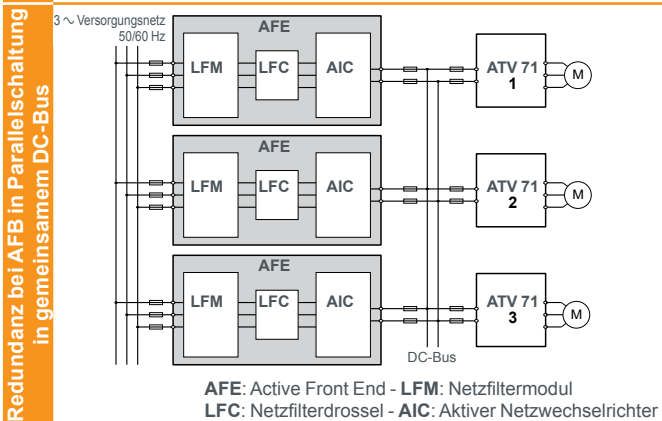 Redundanz bei AFB in Parallelschaltung
in gemeinsamem DC-Bus
3 ∿ Versorgungsnetz
50/60 Hz
AFE
LFM
LFC
AIC
ATV 71
1
M
AFE
LFM
LFC
AIC
ATV 71
2
M
AFE
LFM
LFC
AIC
ATV 71
3
M
DC-Bus
AFE: Active Front End - LFM: Netzfiltermodul
LFC: Netzfilterdrossel - AIC: Aktiver Netzwechselrichter